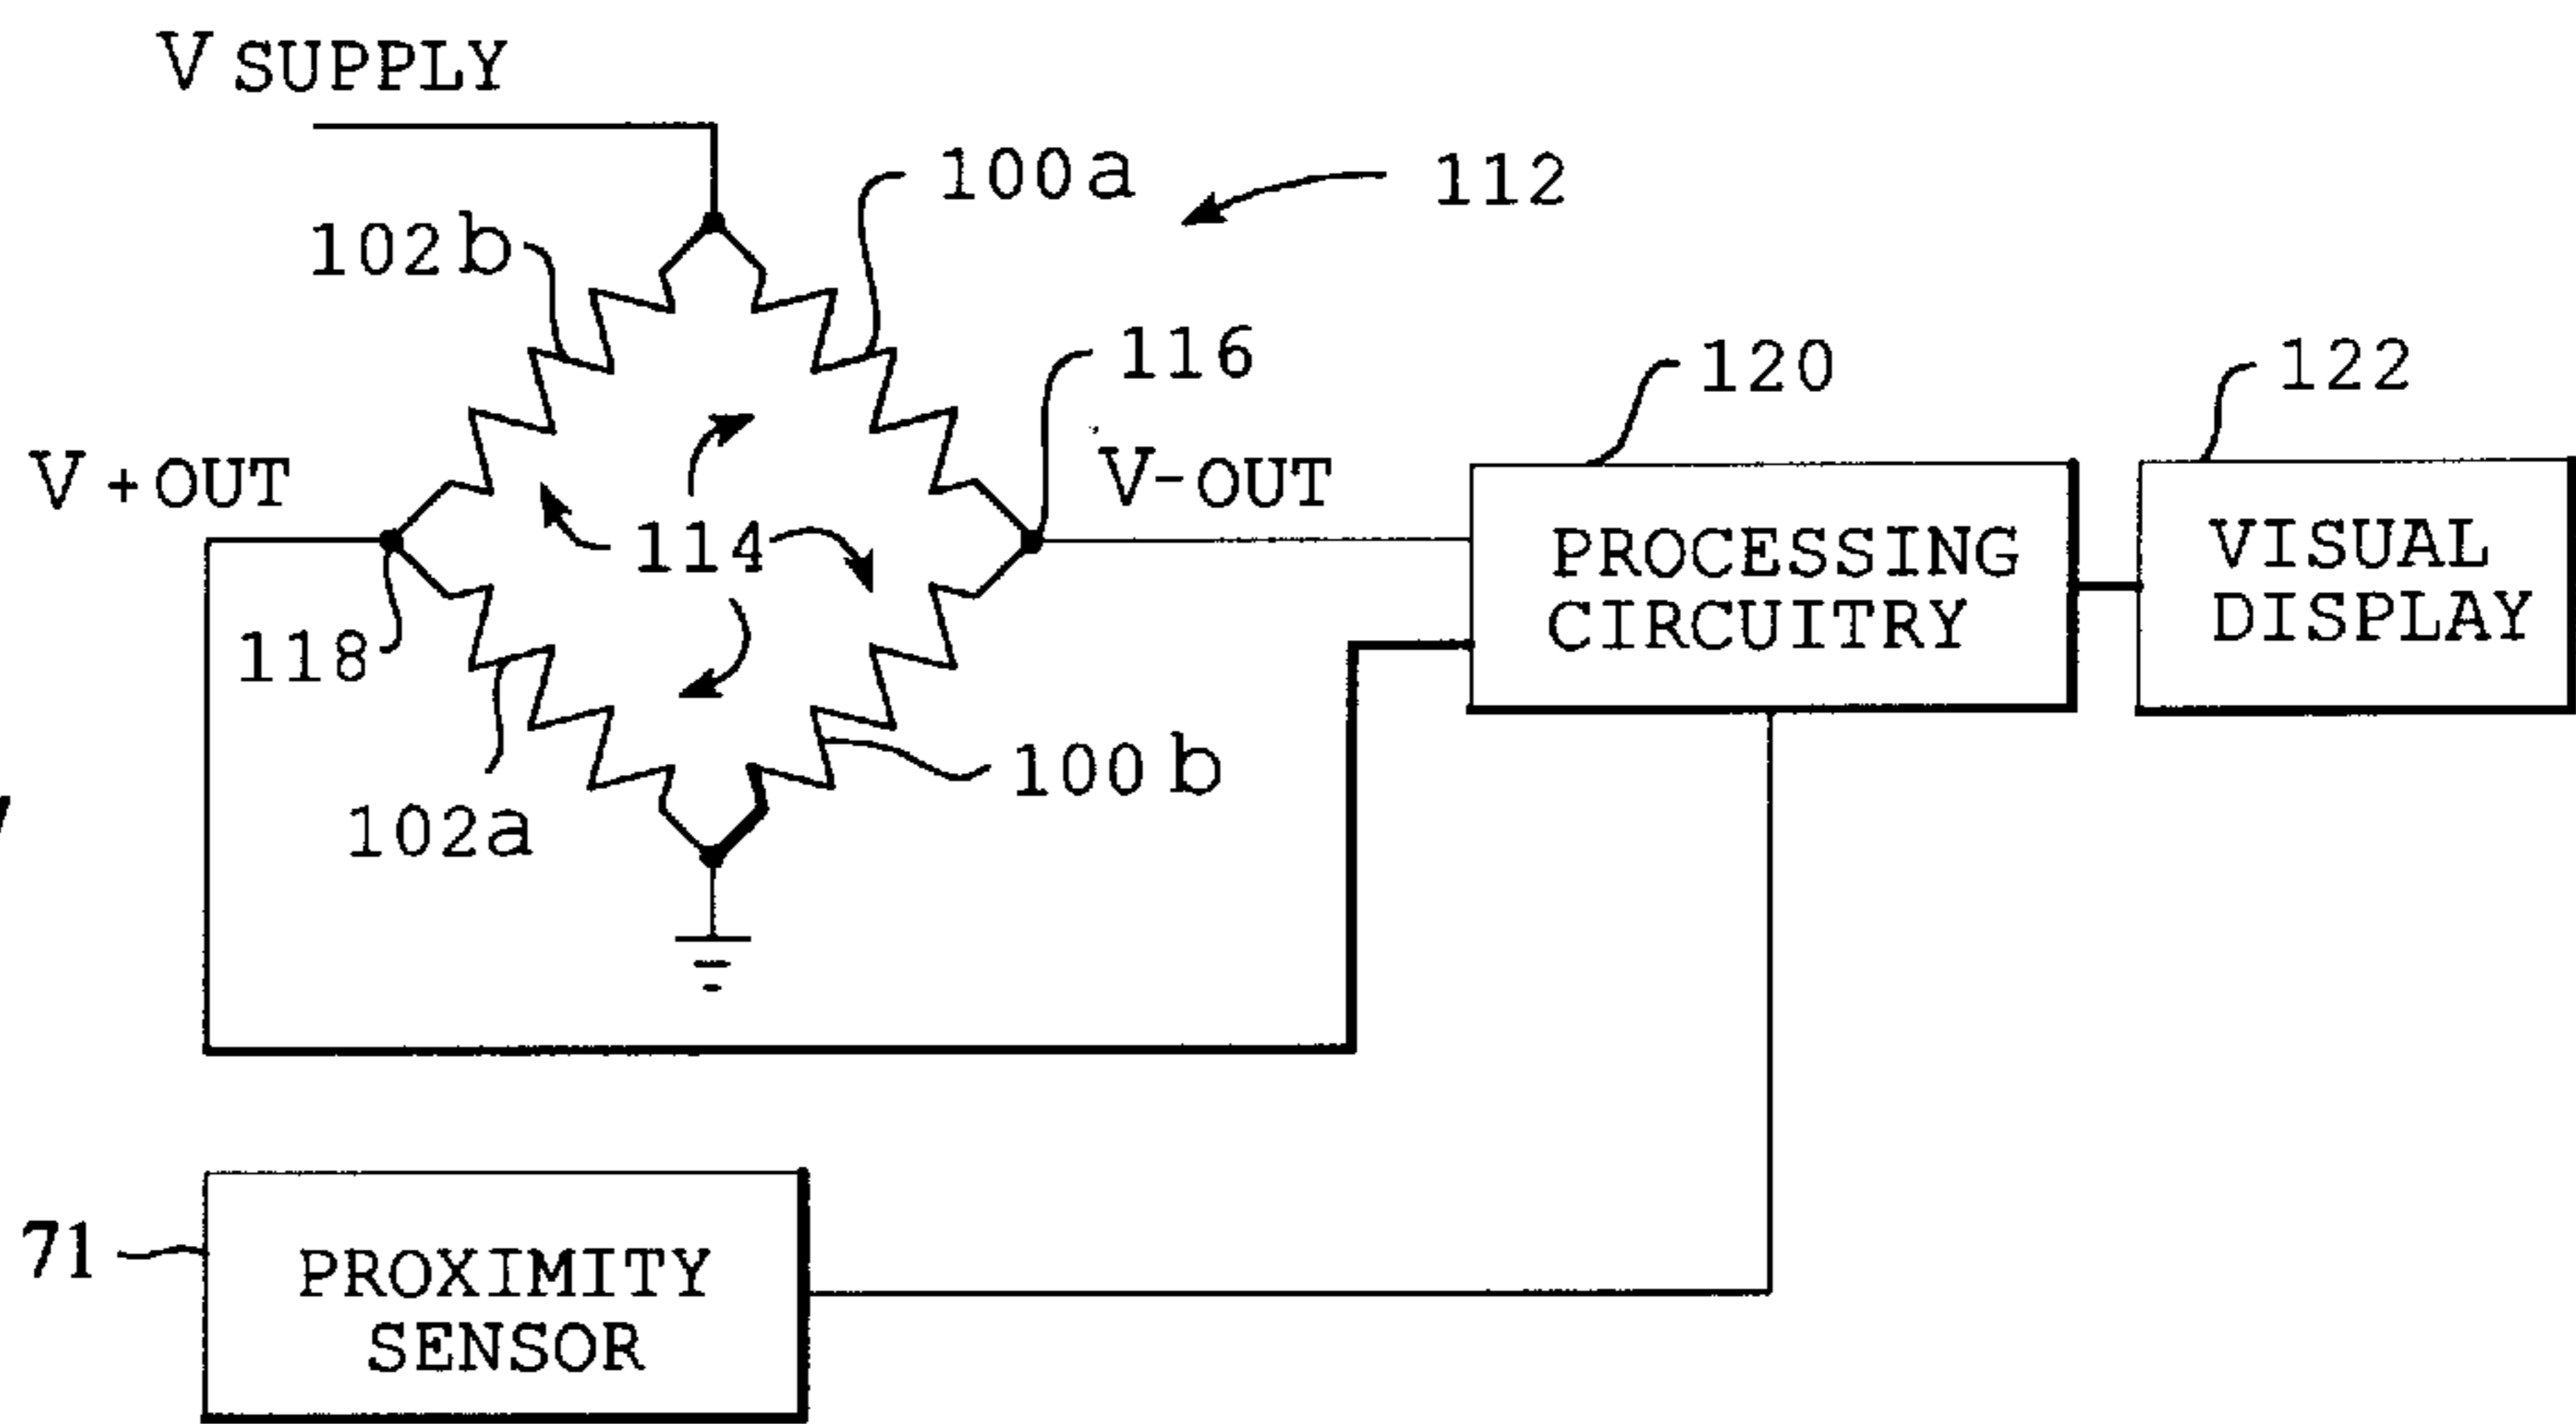 V SUPPLY
100a
112
102b
116
120
122
V+OUT
V-OUT
114
PROCESSING
CIRCUITRY
VISUAL
DISPLAY
118
100b
102a
71
PROXIMITY
SENSOR